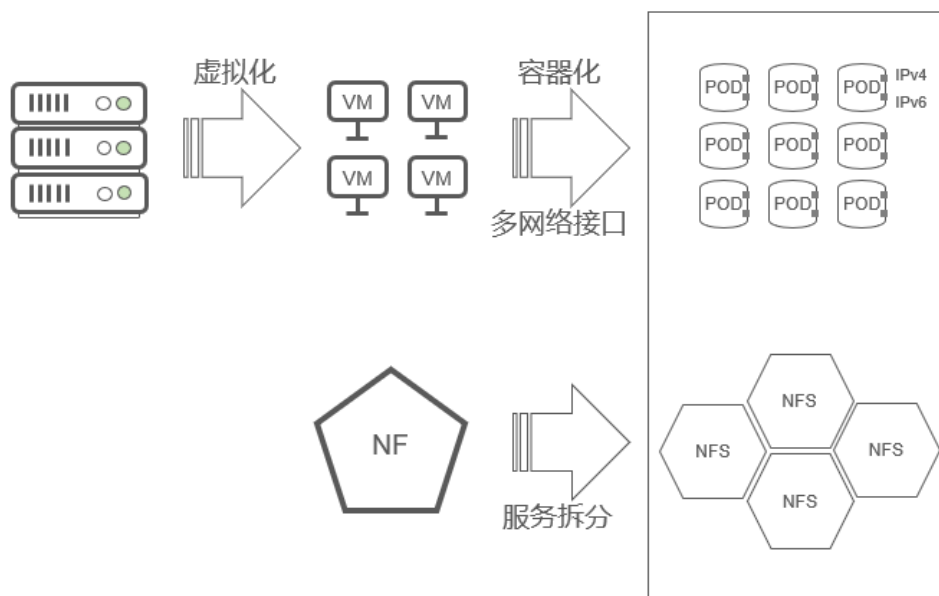 虚拟化
容器化
VM VM
VM VM
多网络接口
POD POD POD IPv4
IPv6
POD POD POD
POD POD POD
NF
服务拆分
NFS
NFS NFS
NFS